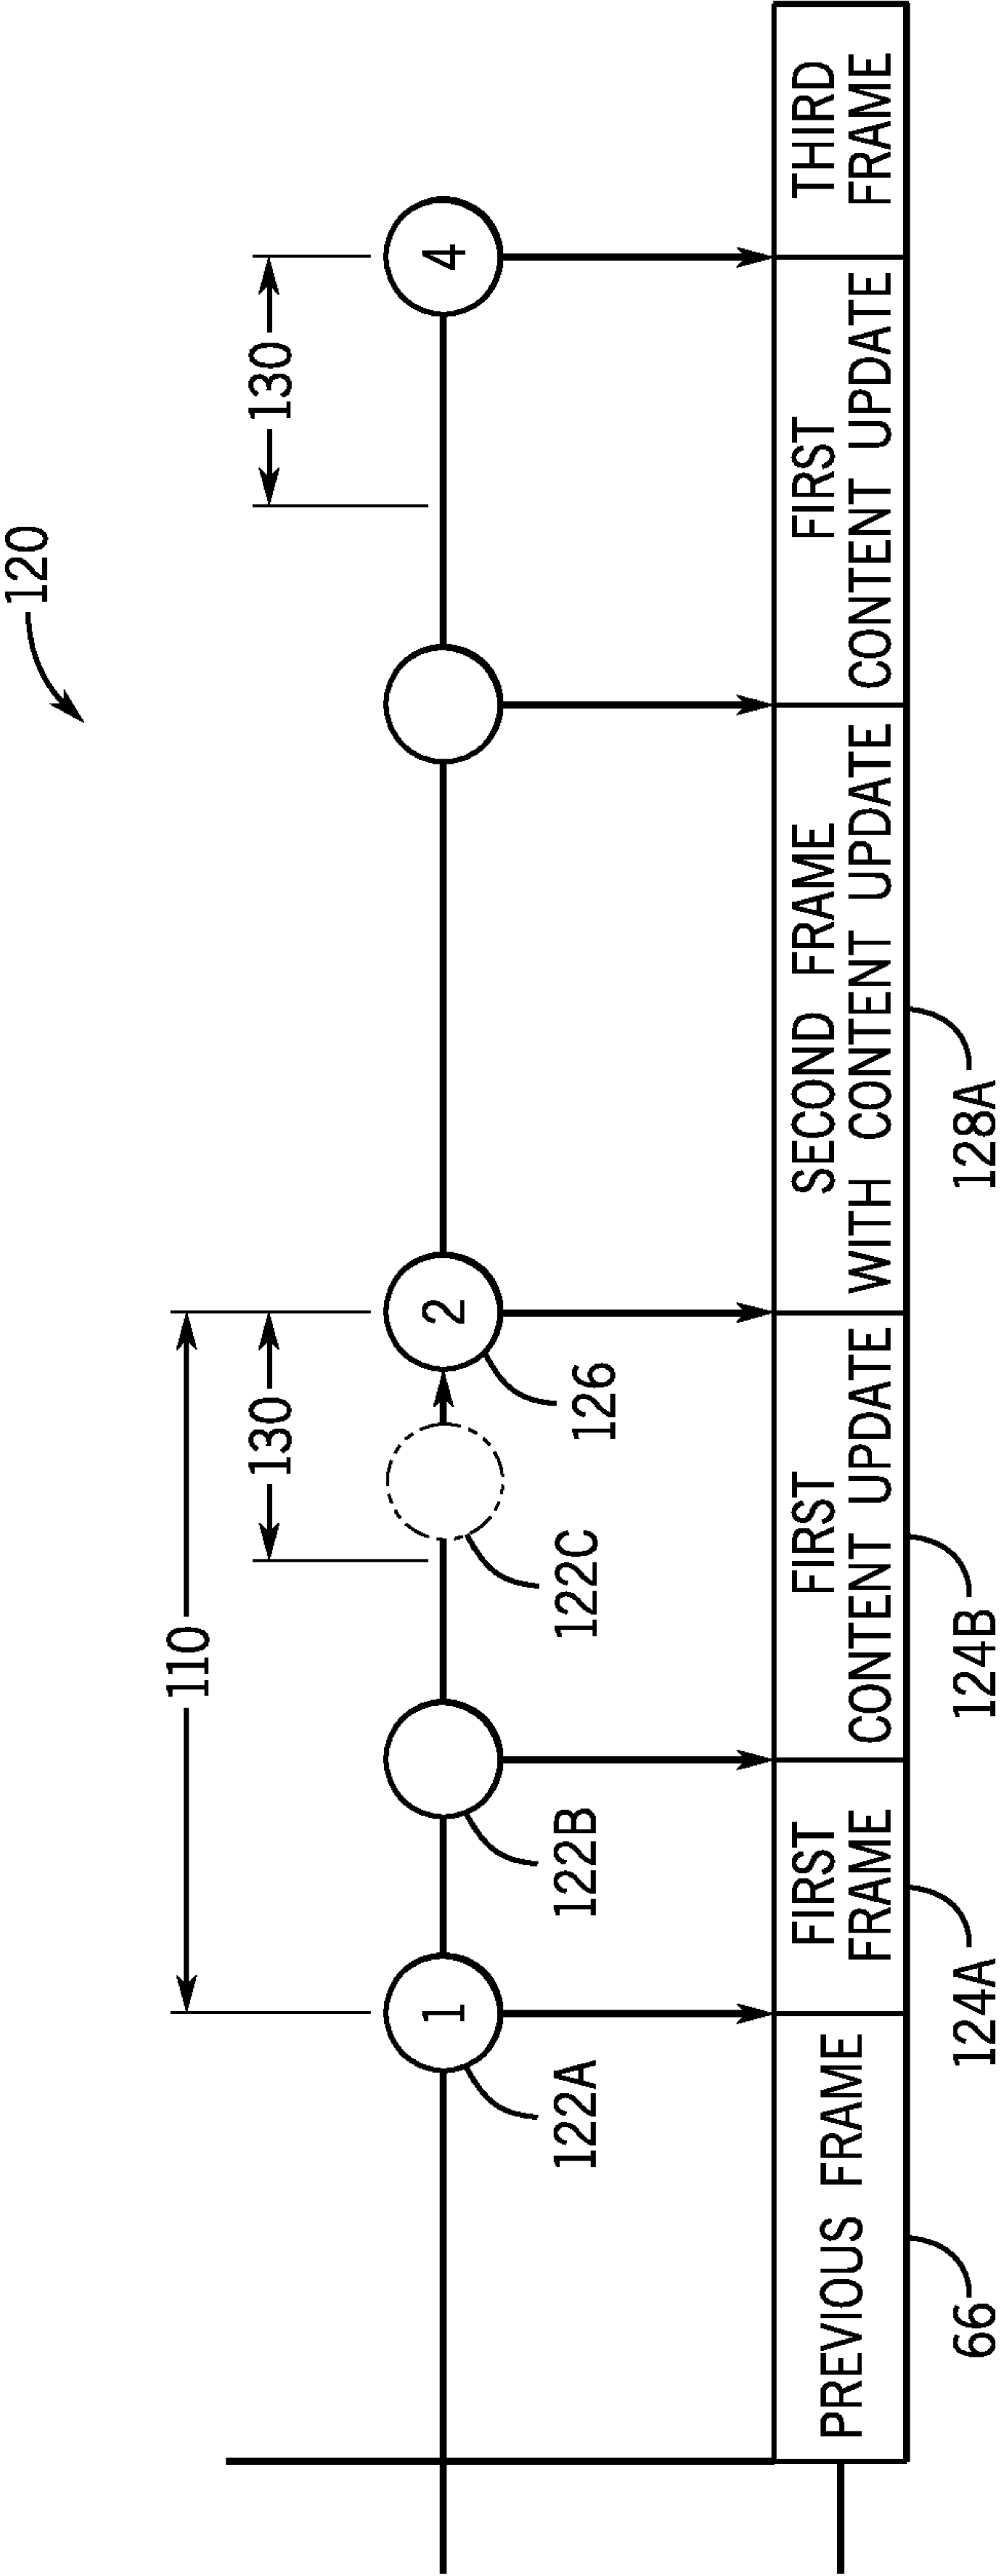 120
110
130
130
1
2
4
122A
122B
122C
126
PREVIOUS FRAME
FIRST
FRAME
FIRST
CONTENT UPDATE
SECOND FRAME
WITH CONTENT UPDATE
FIRST
CONTENT UPDATE
THIRD
FRAME
66
124A
124B
128A